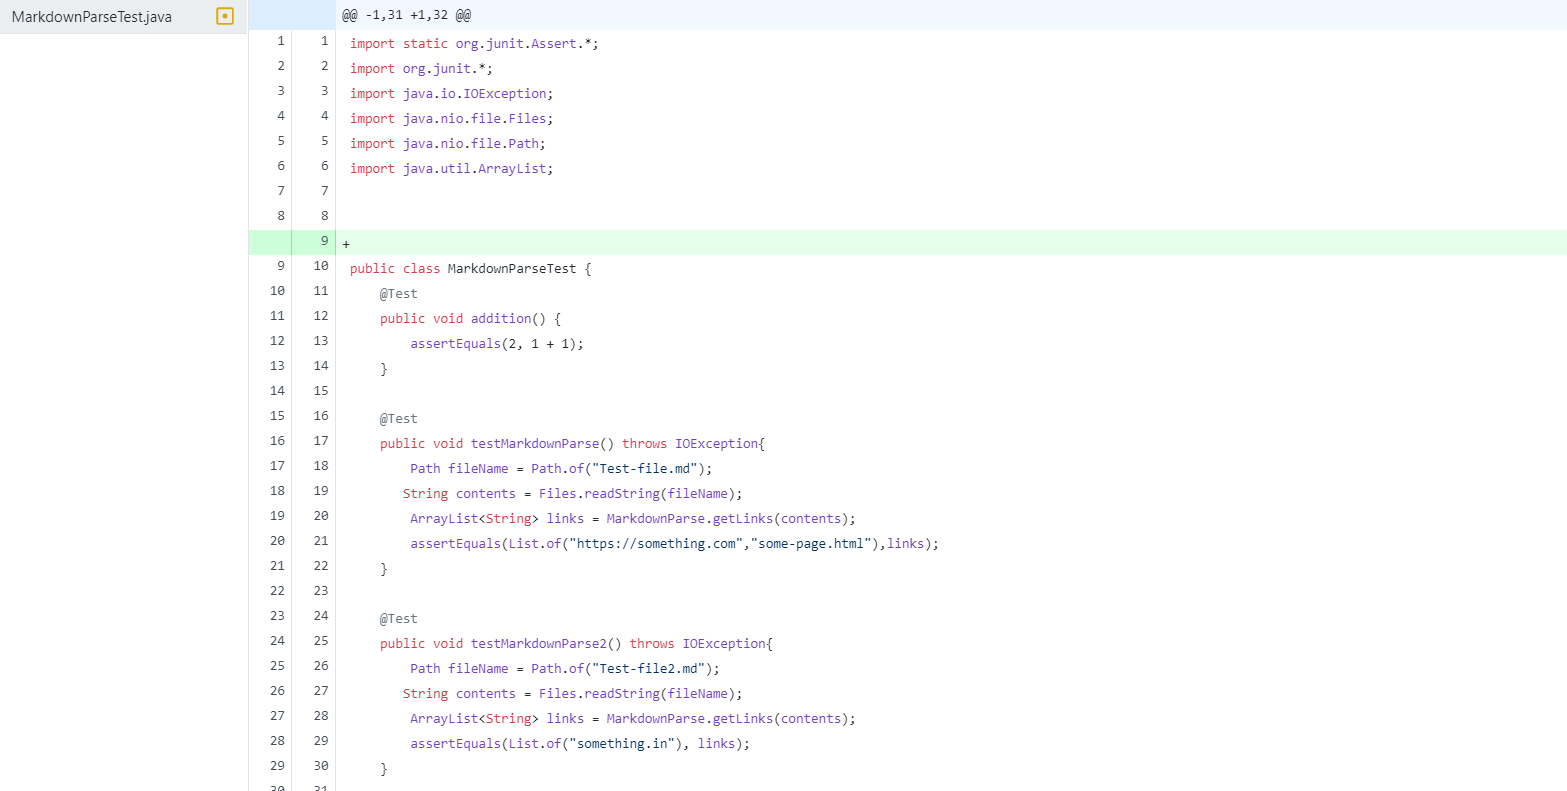 MarkdownParseTest.java
@@ -1,31 +1,32 @@
1 1 import static org.junit.Assert.*;
2 2 import org.junit.*;
3 3 import java.io.IOException;
4 4 import java.nio.file.Files;
5 5 import java.nio.file.Path;
6 6 import java.util.ArrayList;
7 7
8 8
9 +
9 10 public class MarkdownParseTest {
10 11 @Test
11 12 public void addition() {
12 13 assertEquals(2, 1 + 1);
13 14 }
14 15
15 16 @Test
16 17 public void testMarkdownParse() throws IOException{
17 18 Path fileName = Path.of("Test-file.md");
18 19 String contents = Files.readString(fileName);
19 20 ArrayList<String> links = MarkdownParse.getLinks(contents);
20 21 assertEquals(List.of("https://something.com","some-page.html"),links);
21 22 }
22 23
23 24 @Test
24 25 public void testMarkdownParse2() throws IOException{
25 26 Path fileName = Path.of("Test-file2.md");
26 27 String contents = Files.readString(fileName);
27 28 ArrayList<String> links = MarkdownParse.getLinks(contents);
28 29 assertEquals(List.of("something.in"), links);
29 30 }
30 31